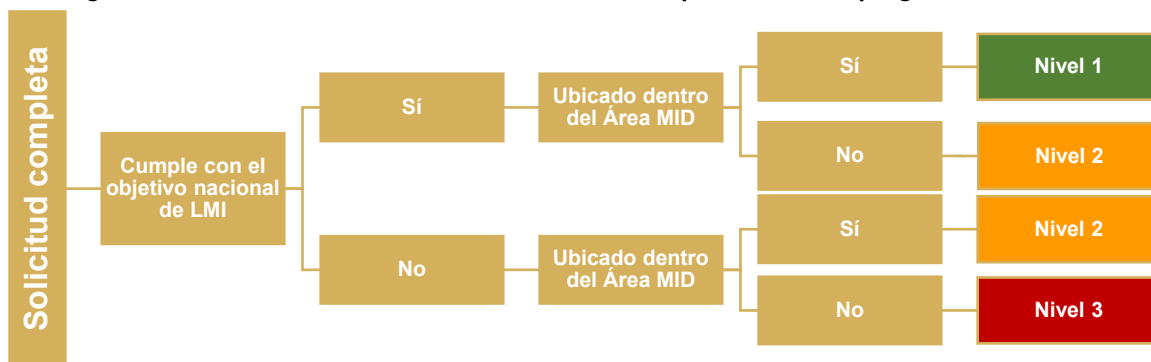 Solicitud completa
Cumple con el
objetivo nacional
de LMI
Sí
Ubicado dentro
del Área MID
Sí
Nivel 1
No
Nivel 2
No
Ubicado dentro
del Área MID
Sí
Nivel 2
No
Nivel 3